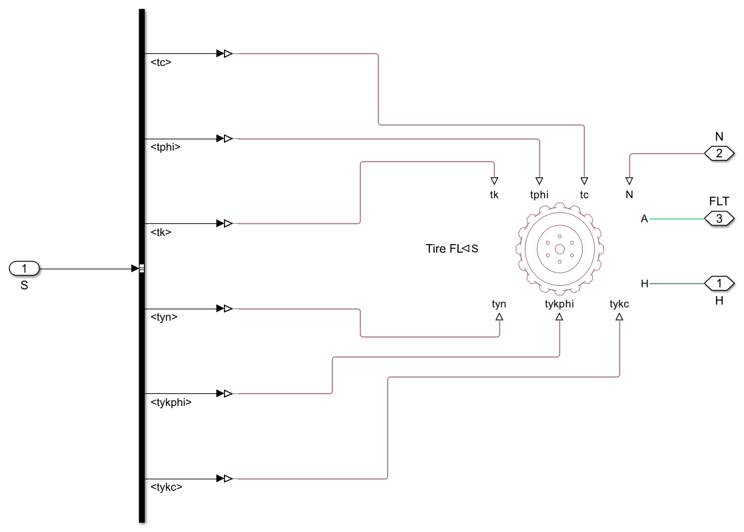 <tc>
<tphi>
<tk>
1
S
<tyn>
<tykphi>
<tykc>
tk
tphi
tc
N
Tire FL
S
A
H
tyn
tykphi
tykc
N
2
FLT
3
1
H